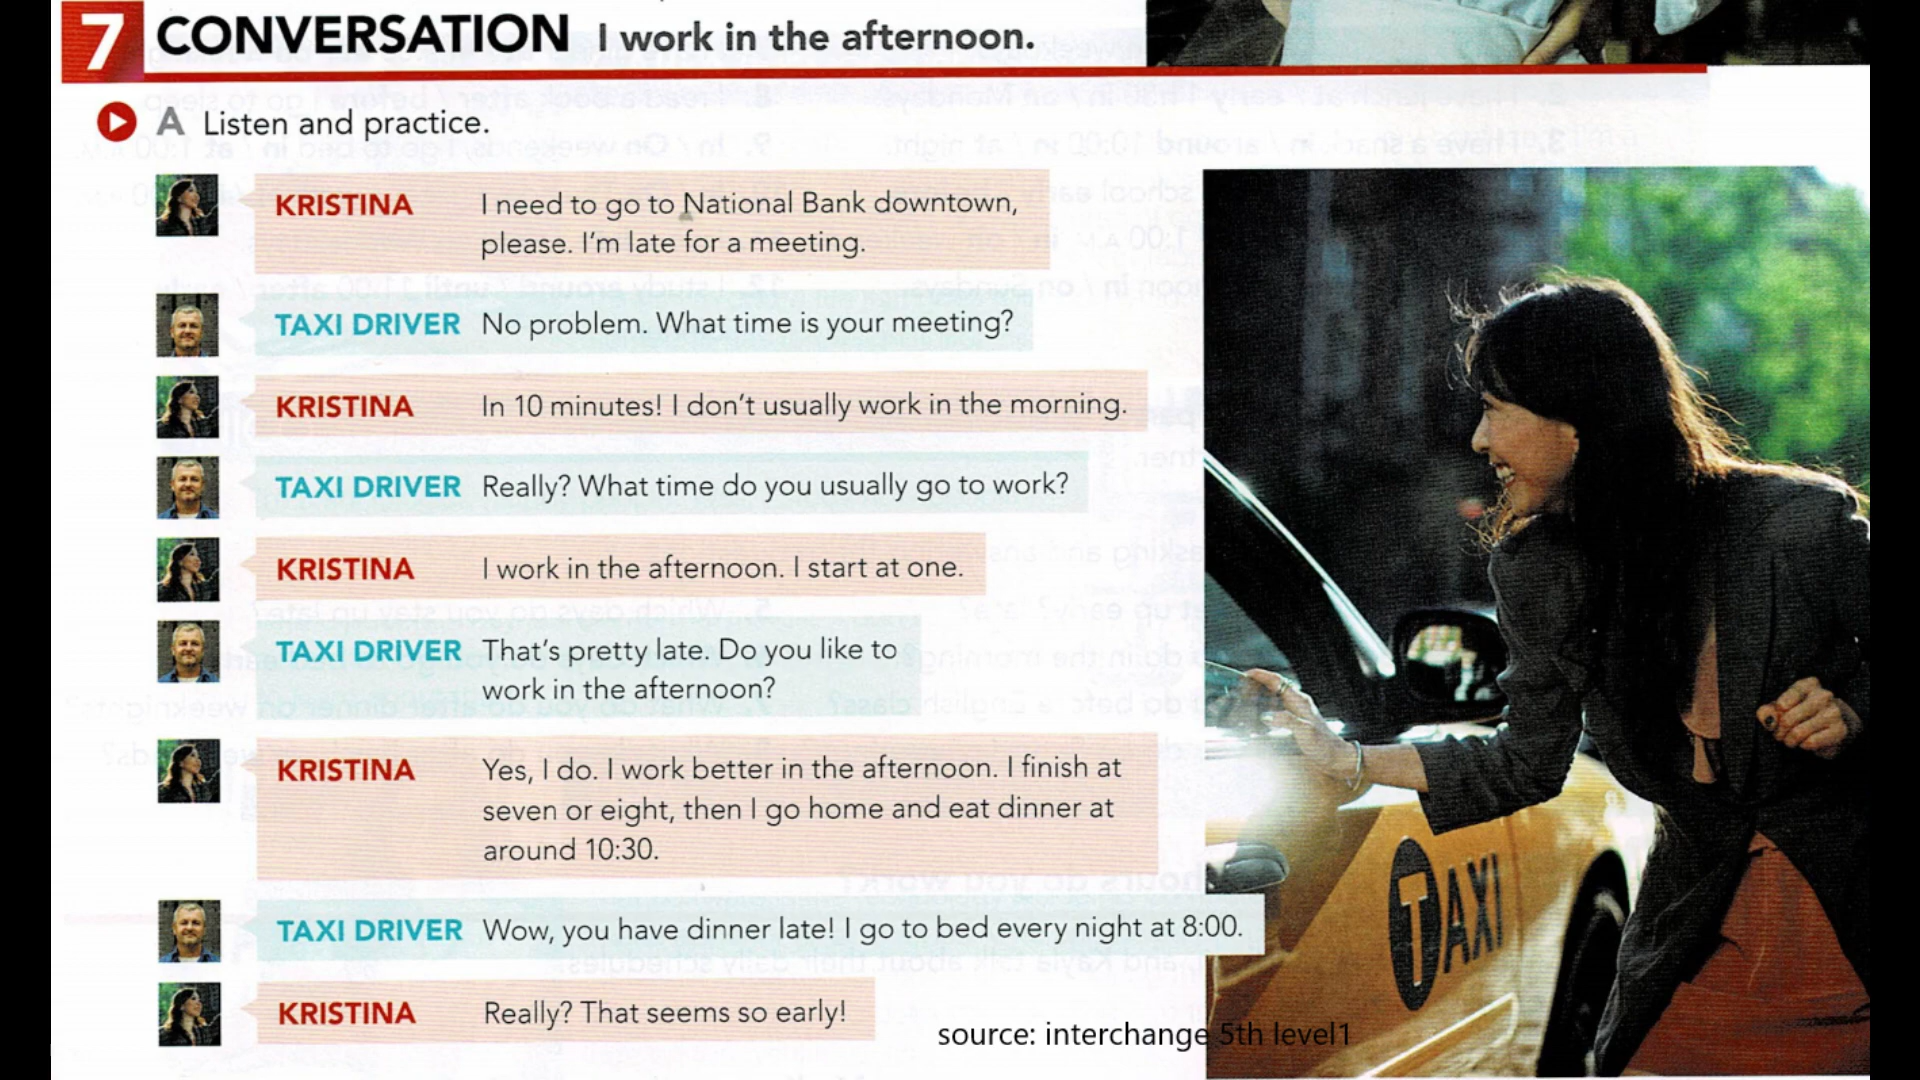 7 CONVERSATION I work in the afternoon.
A Listen and practice.
KRISTINA I need to go to National Bank downtown,
please. I'm late for a meeting.
TAXI DRIVER No problem. What time is your meeting?
KRISTINA In 10 minutes! I don't usually work in the morning.
TAXI DRIVER Really? What time do you usually go to work?
KRISTINA I work in the afternoon. I start at one.
TAXI DRIVER That's pretty late. Do you like to
work in the afternoon?
KRISTINA Yes, I do. I work better in the afternoon. I finish at
seven or eight, then I go home and eat dinner at
around 10:30.
TAXI DRIVER Wow, you have dinner late! I go to bed every night at 8:00.
KRISTINA Really? That seems so early!
TAXI
source: interchange 5th level1